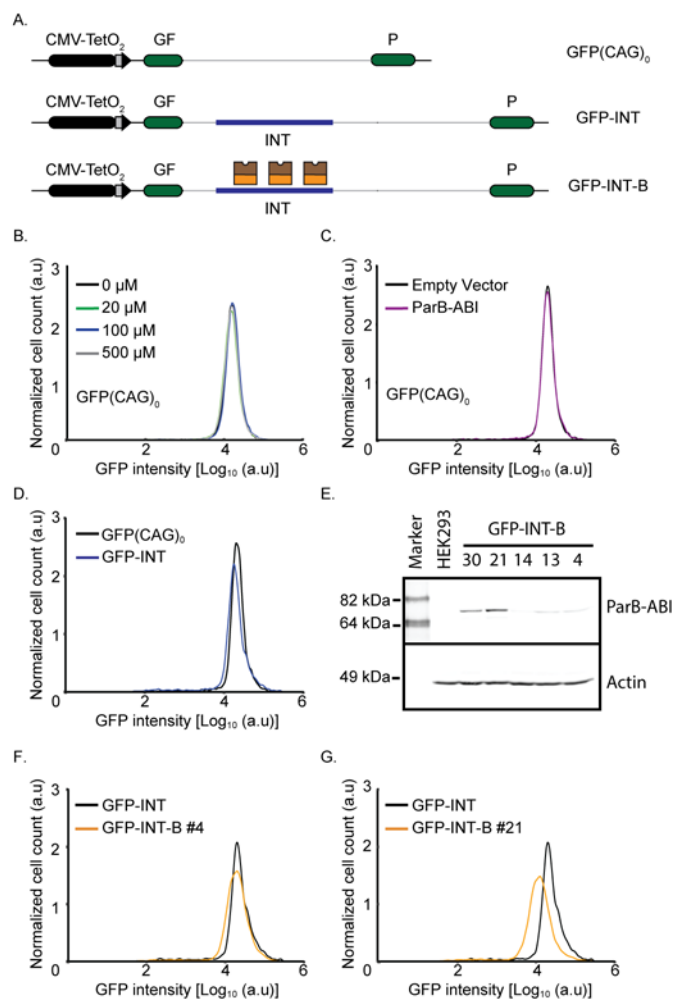 A.
CMV-TetO2 GF P
GFP(CAG)0
CMV-TetO2 GF P
GFP-INT
INT
CMV-TetO2 GF P
GFP-INT-B
INT
B.
Normalized cell count (a.u)
3
2
1
0
0 µM
20 µM
100 µM
500 µM
GFP(CAG)0
2 4 6
GFP intensity [Log10 (a.u)]
C.
Normalized cell count (a.u)
3
2
1
0
Empty Vector
ParB-ABI
GFP(CAG)0
2 4 6
GFP intensity [Log10 (a.u)]
D.
Normalized cell count (a.u)
3
2
1
0
GFP(CAG)0
GFP-INT
2 4 6
GFP intensity [Log10 (a.u)]
E.
Marker
HEK293
GFP-INT-B
30 21 14 13 4
82 kDa
64 kDa
ParB-ABI
49 kDa
Actin
F.
Normalized cell count (a.u)
3
2
1
0
GFP-INT
GFP-INT-B #4
2 4 6
GFP intensity [Log10 (a.u)]
G.
Normalized cell count (a.u)
3
2
1
0
GFP-INT
GFP-INT-B #21
2 4 6
GFP intensity [Log10 (a.u)]